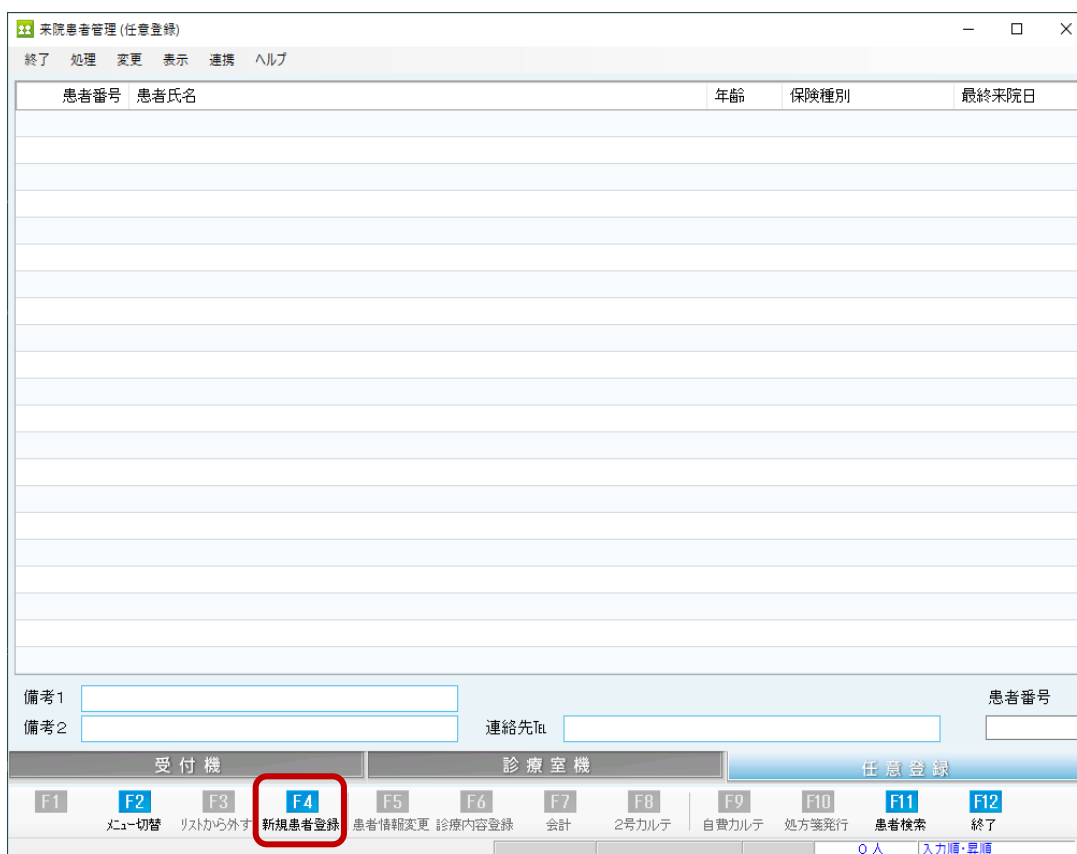 来院患者管理 (任意登録)
終了 処理 変更 表示 連携 ヘルプ
患者番号 患者氏名 年齢 保険種別 最終来院日
備考1 患者番号
備考2 連絡先℡
受付機 診療室機 任意登録
F1 F2 F3 F4 F5 F6 F7 F8 F9 F10 F11 F12
ﾒﾆｭｰ切替 ﾘｽﾄから外す 新規患者登録 患者情報変更 診療内容登録 会計 2号カルテ 自費カルテ 処方箋発行 患者検索 終了
0 人 入力順・昇順